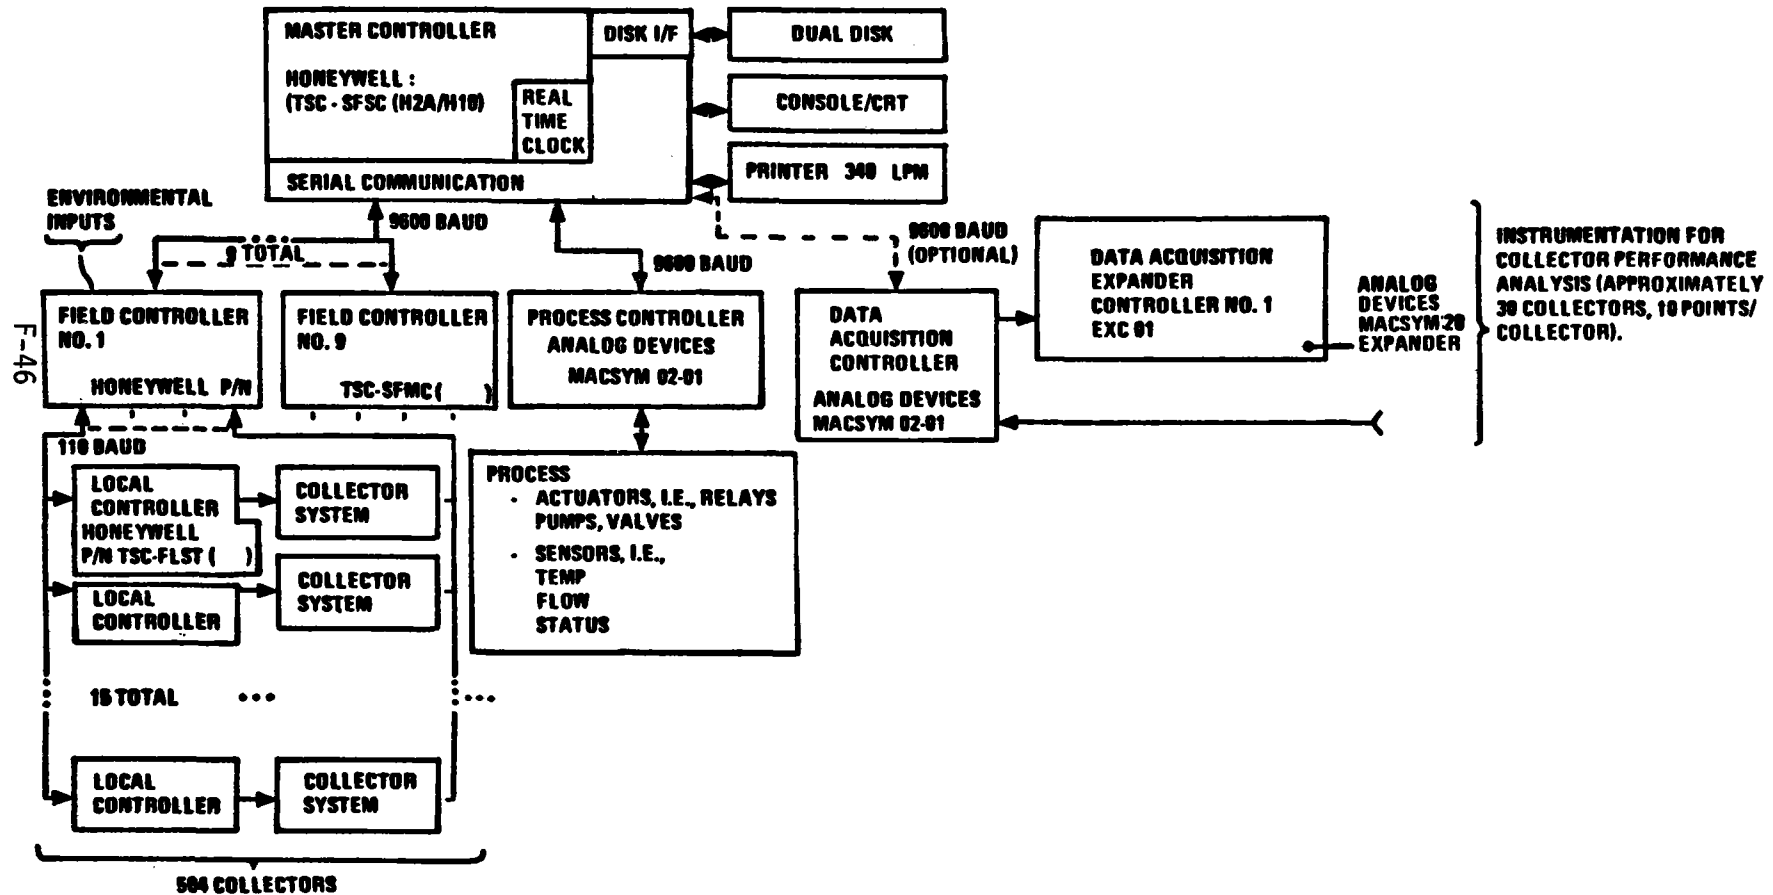 MASTER CONTROLLER
HONEYWELL :
(TSC - SFSC (H2A/H10)
REAL
TIME
CLOCK
SERIAL COMMUNICATION
DISK I/F
DUAL DISK
CONSOLE/CRT
PRINTER 340 LPM
ENVIRONMENTAL
INPUTS
9600 BAUD
9 TOTAL
9600 BAUD
9600 BAUD
(OPTIONAL)
FIELD CONTROLLER
NO. 1
HONEYWELL P/N
FIELD CONTROLLER
NO. 9
TSC-SFMC ( )
PROCESS CONTROLLER
ANALOG DEVICES
MACSYM 02-01
DATA
ACQUISITION
CONTROLLER
ANALOG DEVICES
MACSYM 02-01
DATA ACQUISITION
EXPANDER
CONTROLLER NO. 1
EXC 01
ANALOG
DEVICES
MACSYM 20
EXPANDER
INSTRUMENTATION FOR
COLLECTOR PERFORMANCE
ANALYSIS (APPROXIMATELY
30 COLLECTORS, 10 POINTS/
COLLECTOR).
F-46
110 BAUD
LOCAL
CONTROLLER
HONEYWELL
P/N TSC-FLST ( )
COLLECTOR
SYSTEM
LOCAL
CONTROLLER
COLLECTOR
SYSTEM
15 TOTAL
LOCAL
CONTROLLER
COLLECTOR
SYSTEM
504 COLLECTORS
PROCESS
- ACTUATORS, I.E., RELAYS
PUMPS, VALVES
- SENSORS, I.E.,
TEMP
FLOW
STATUS